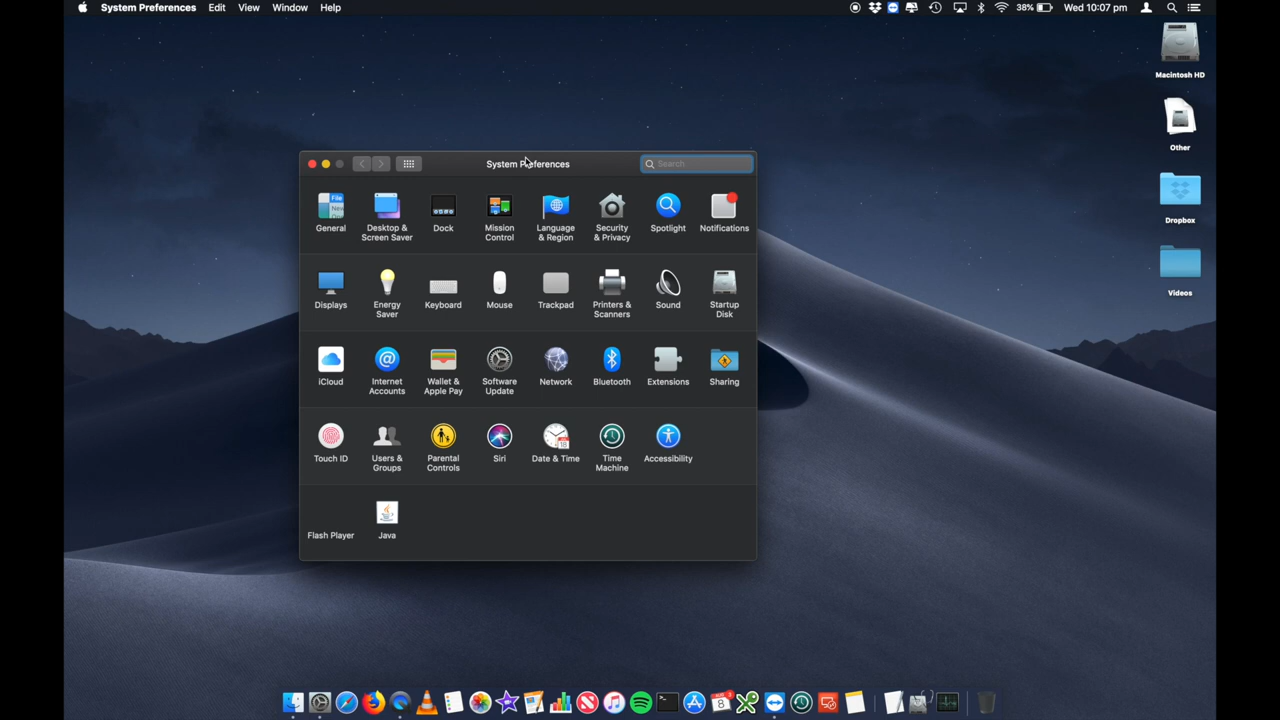 System Preferences Edit View Window Help 38% Wed 10:07 pm
Macintosh HD
Other
Dropbox
Videos
System Preferences Search
General
Desktop &
Screen Saver
Dock
Mission
Control
Language
& Region
Security
& Privacy
Spotlight
Notifications
Displays
Energy
Saver
Keyboard
Mouse
Trackpad
Printers &
Scanners
Sound
Startup
Disk
iCloud
Internet
Accounts
Wallet &
Apple Pay
Software
Update
Network
Bluetooth
Extensions
Sharing
Touch ID
Users &
Groups
Parental
Controls
Siri
Date & Time
Time
Machine
Accessibility
Flash Player
Java